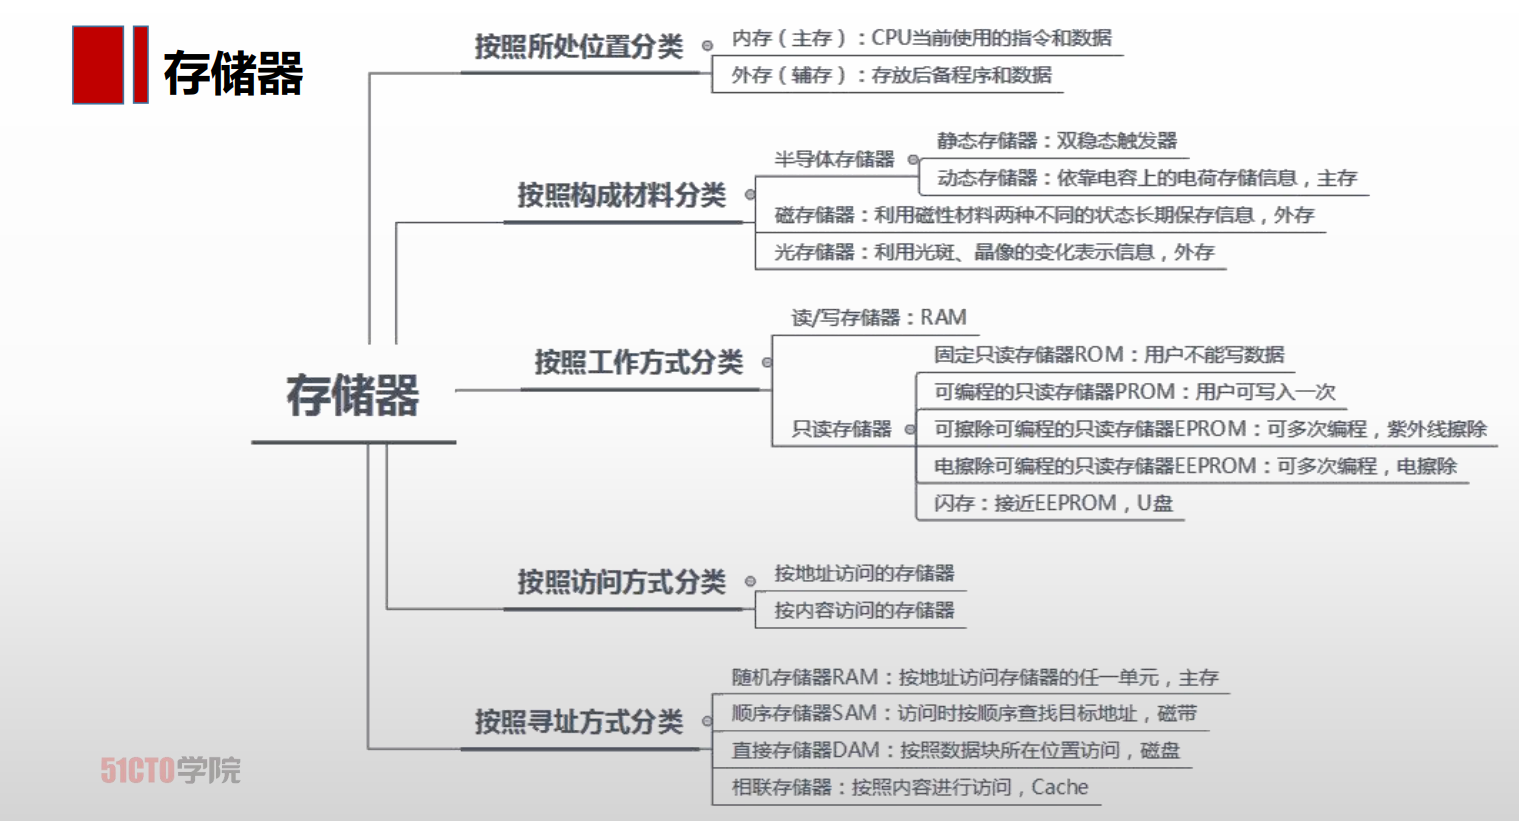 存储器
按照所处位置分类
内存（主存）：CPU当前使用的指令和数据
外存（辅存）：存放后备程序和数据
按照构成材料分类
半导体存储器
静态存储器：双稳态触发器
动态存储器：依靠电容上的电荷存储信息，主存
磁存储器：利用磁性材料两种不同的状态长期保存信息，外存
光存储器：利用光斑、晶像的变化表示信息，外存
存储器
按照工作方式分类
读/写存储器：RAM
只读存储器
固定只读存储器ROM：用户不能写数据
可编程的只读存储器PROM：用户可写入一次
可擦除可编程的只读存储器EPROM：可多次编程，紫外线擦除
电擦除可编程的只读存储器EEPROM：可多次编程，电擦除
闪存：接近EEPROM，U盘
按照访问方式分类
按地址访问的存储器
按内容访问的存储器
按照寻址方式分类
随机存储器RAM：按地址访问存储器的任一单元，主存
顺序存储器SAM：访问时按顺序查找目标地址，磁带
直接存储器DAM：按照数据块所在位置访问，磁盘
相联存储器：按照内容进行访问，Cache
51CTO学院